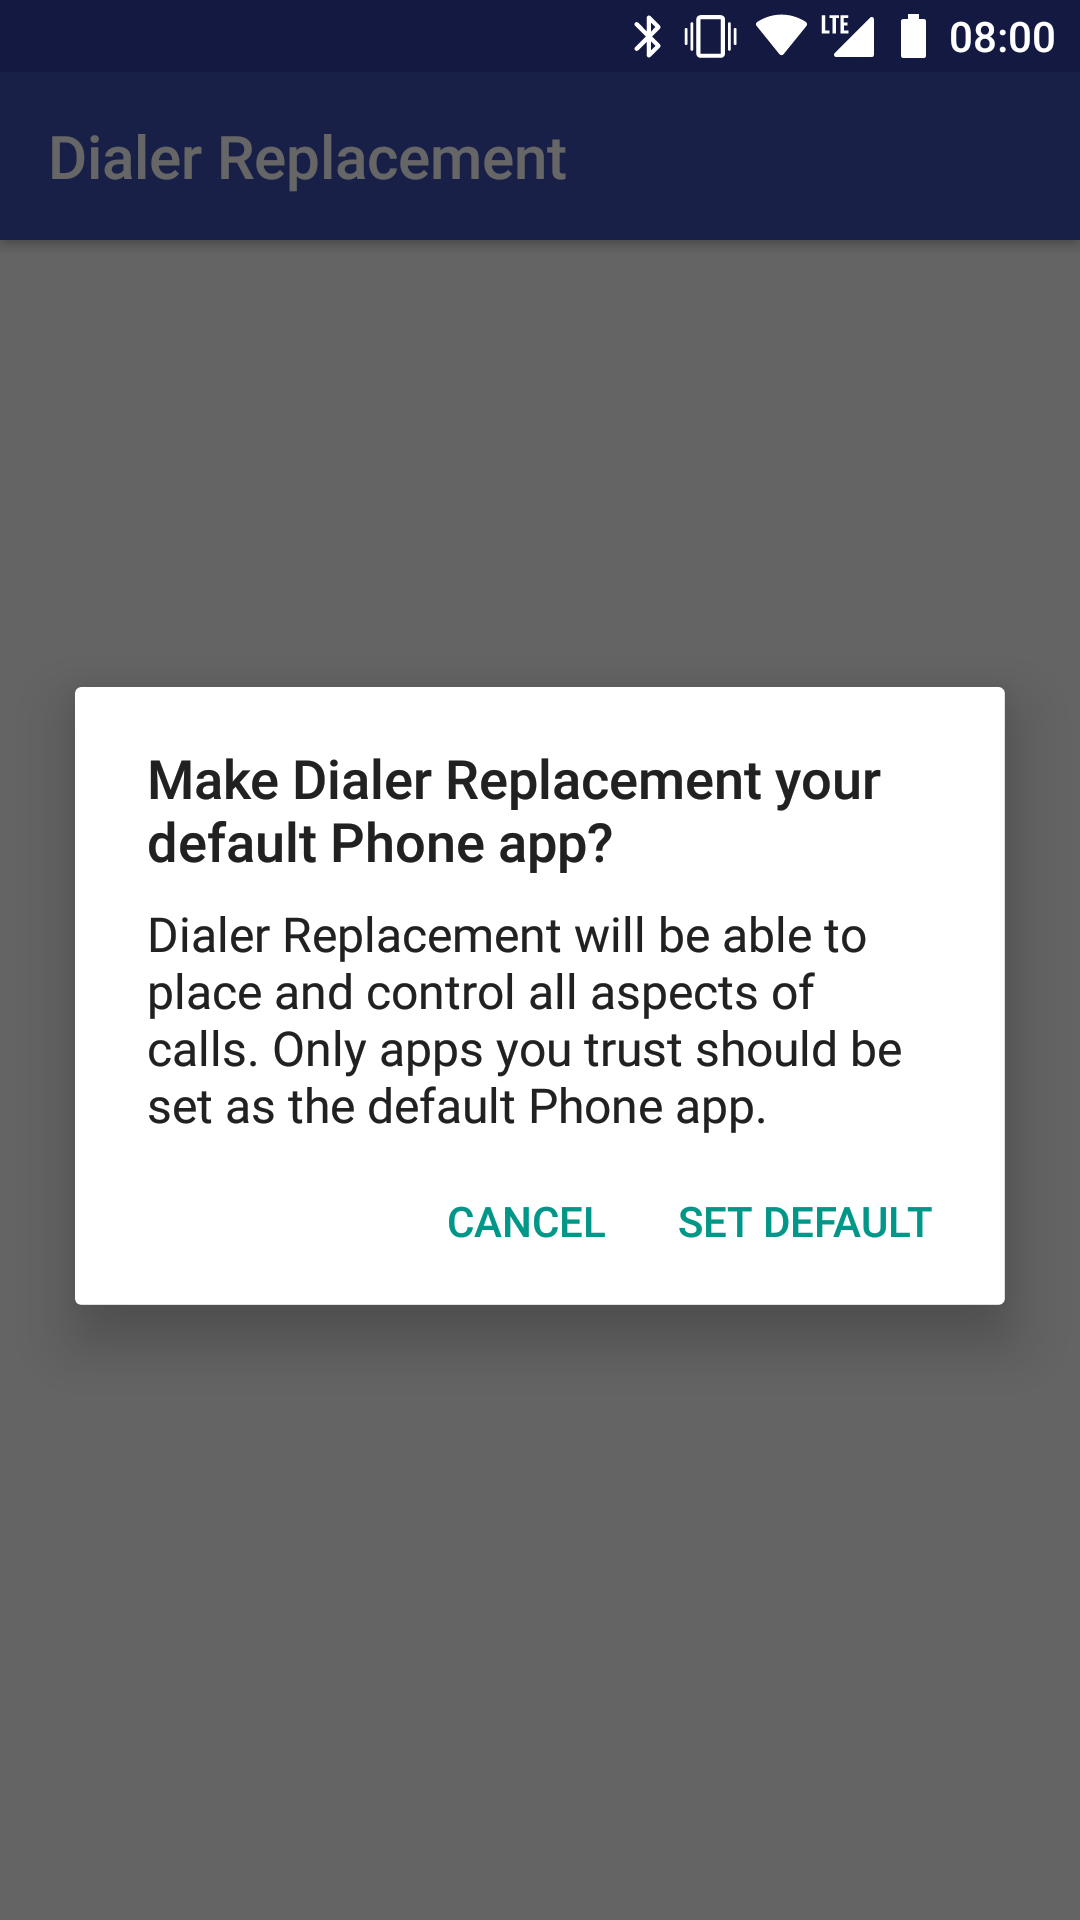 LTE 08:00
Dialer Replacement
Make Dialer Replacement your
default Phone app?
Dialer Replacement will be able to
place and control all aspects of
calls. Only apps you trust should be
set as the default Phone app.
CANCEL SET DEFAULT